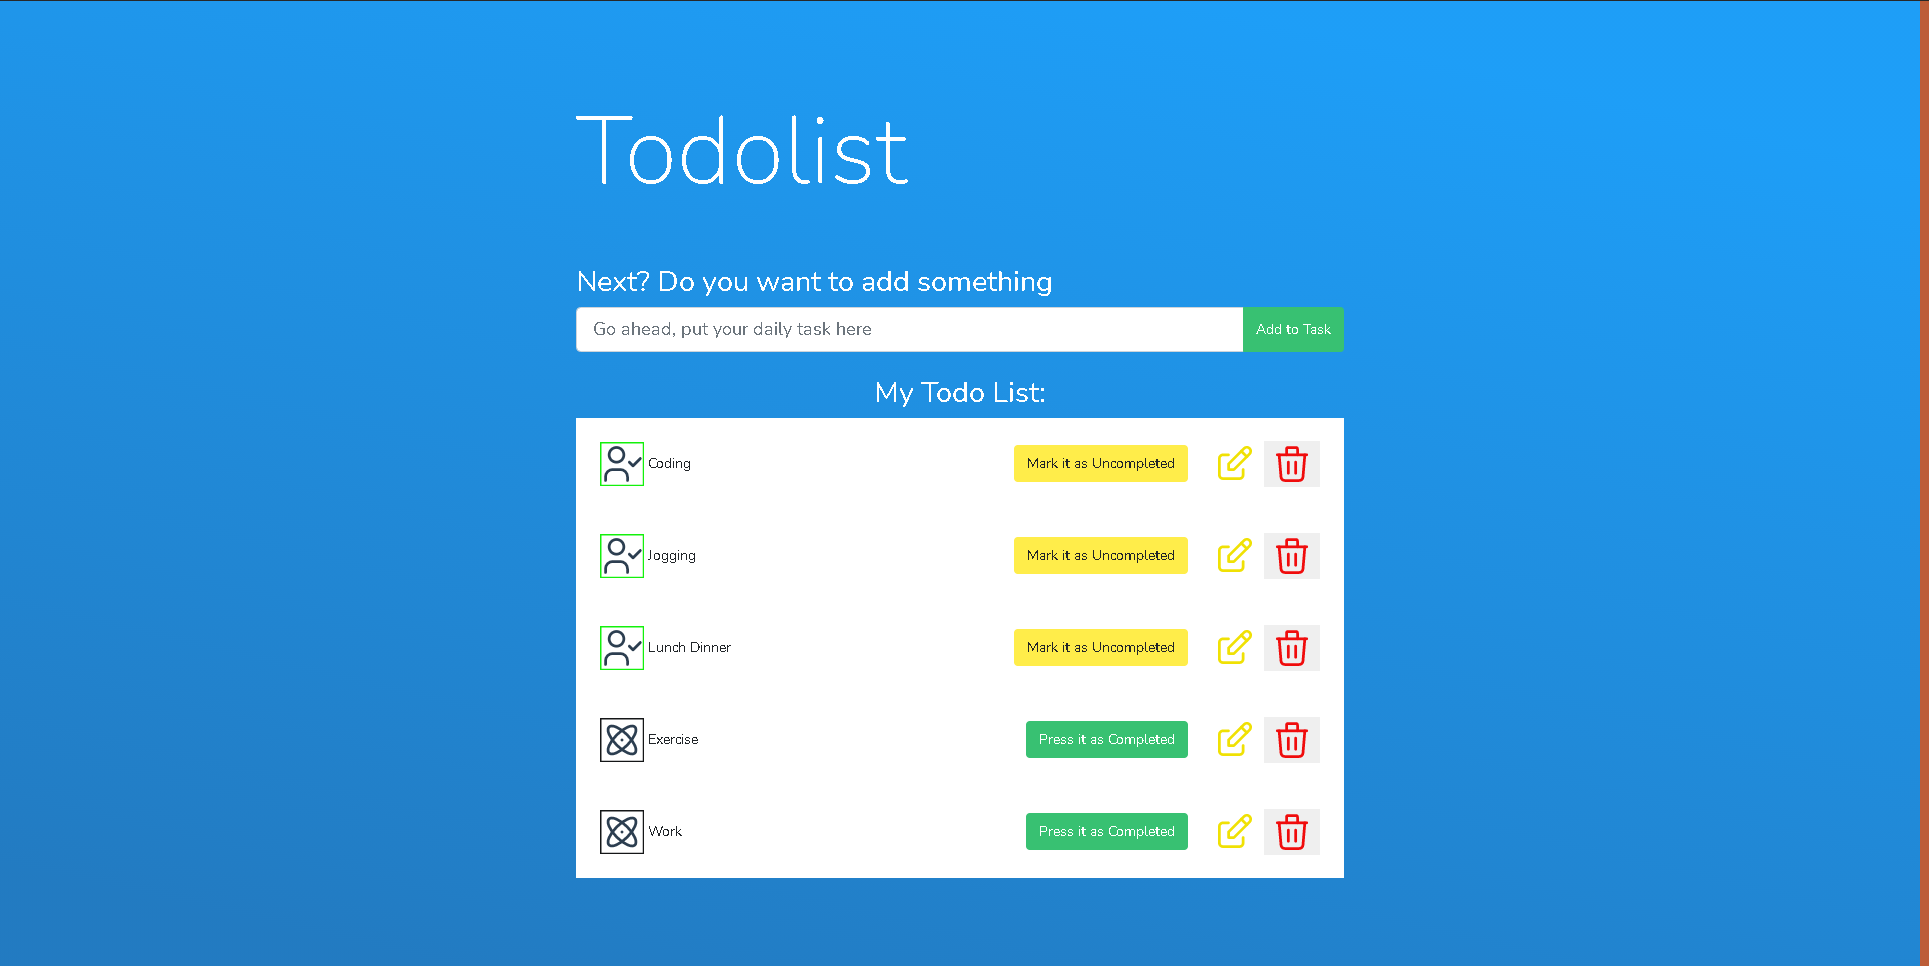 Todolist
Next? Do you want to add something
Go ahead, put your daily task here
Add to Task
My Todo List:
Coding
Mark it as Uncompleted
Jogging
Mark it as Uncompleted
Lunch Dinner
Mark it as Uncompleted
Exercise
Press it as Completed
Work
Press it as Completed